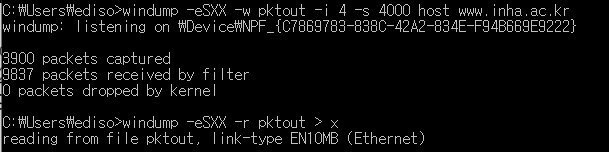 C:₩Users₩ediso>windump -eSXX -w pktout -i 4 -s 4000 host www.inha.ac.kr
windump: listening on ₩Device₩NPF_{C7869783-838C-42A2-834E-F94B669E9222}
3900 packets captured
9837 packets received by filter
0 packets dropped by kernel
C:₩Users₩ediso>windump -eSXX -r pktout > x
reading from file pktout, link-type EN10MB (Ethernet)